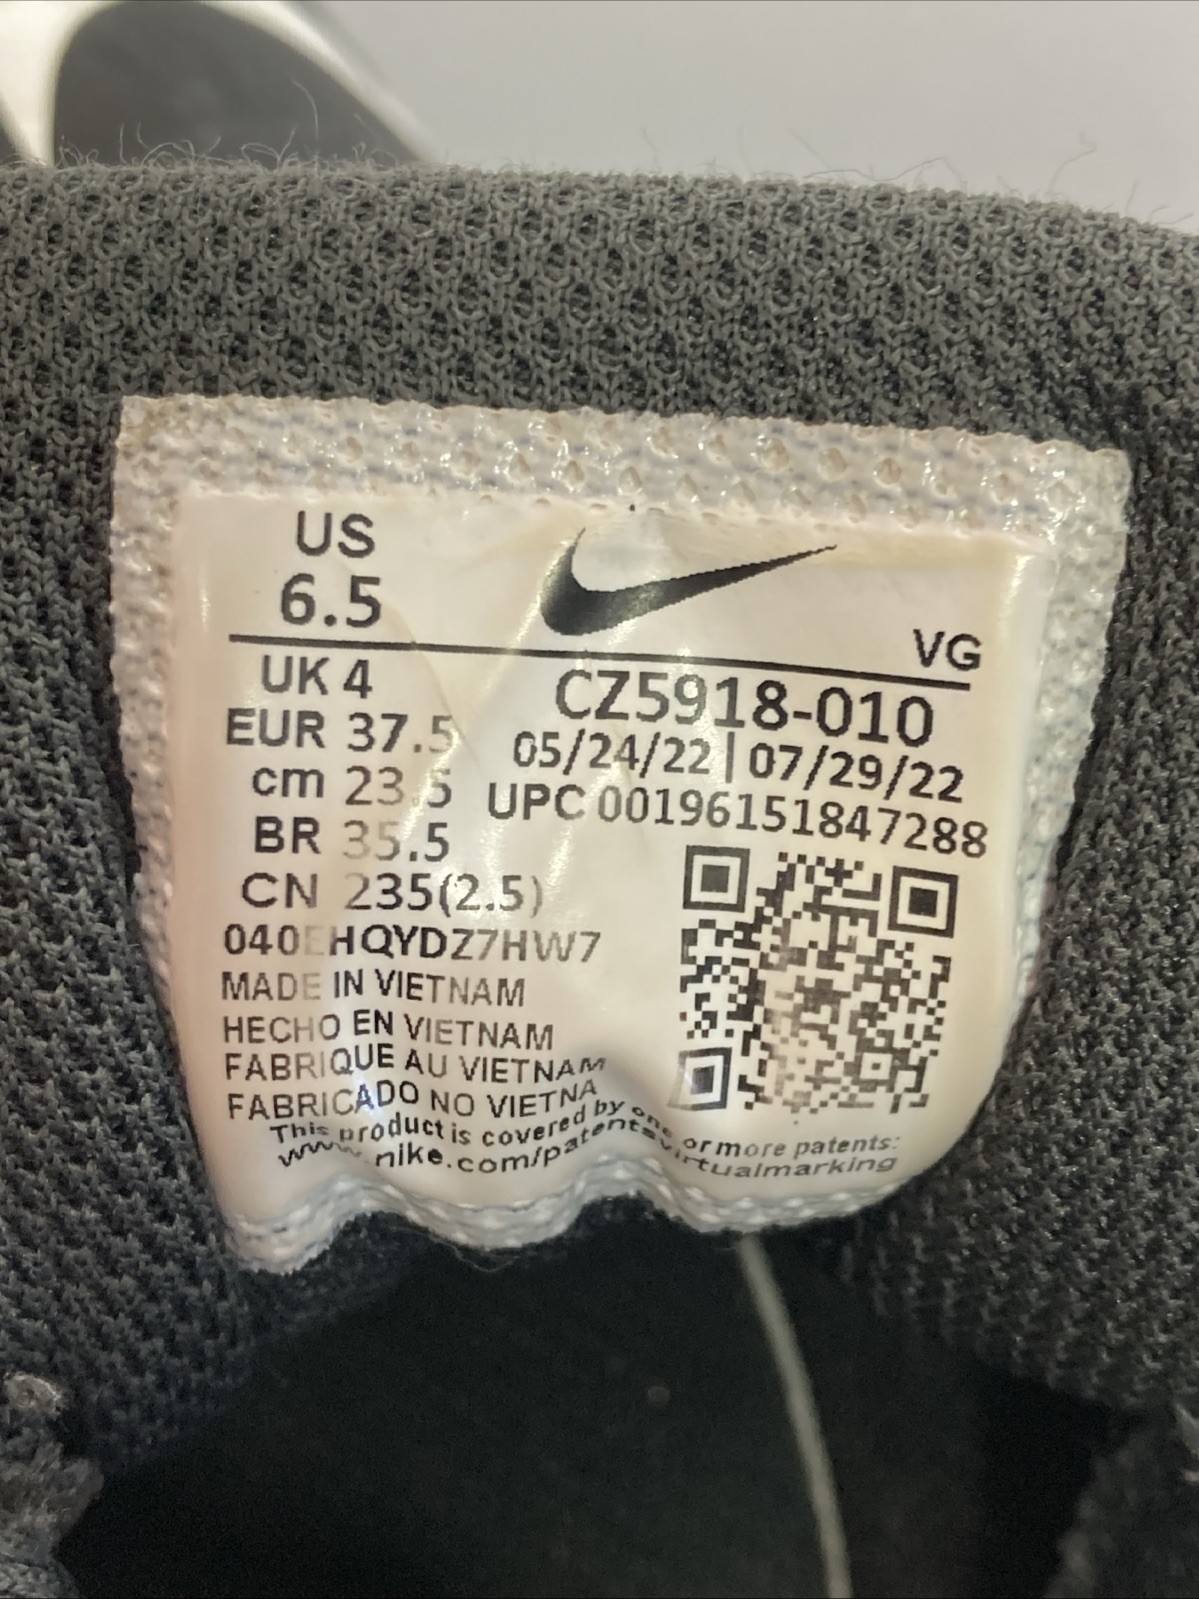 US
6.5
VG
UK 4
EUR 37.5
cm 23.5
BR 35.5
CN 235(2.5)
CZ5918-010
05/24/22 | 07/29/22
UPC 00196151847288
040EHQYDZ7HW7
MADE IN VIETNAM
HECHO EN VIETNAM
FABRIQUE AU VIETNAM
FABRICADO NO VIETNA
This product is covered by one or more patents:
www.nike.com/patentsvirtualmarking